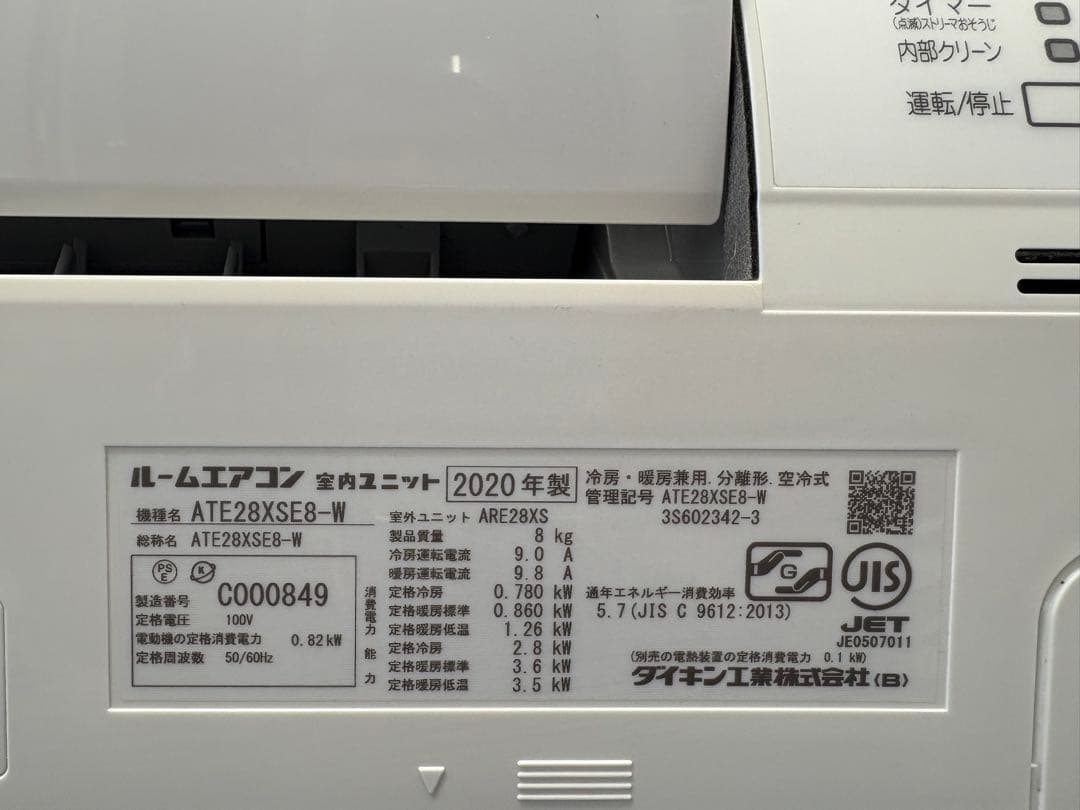 タイマー
(点滅)ストリーマおそうじ
内部クリーン
運転/停止
ルームエアコン 室内ユニット 2020年製
機種名 ATE28XSE8-W
総称名 ATE28XSE8-W
PS
E
K
製造番号 C000849
定格電圧 100V
電動機の定格消費電力 0.82kW
定格周波数 50/60Hz
室外ユニット ARE28XS
製品質量 8 kg
冷房運転電流 9.0 A
暖房運転電流 9.8 A
消費電力
定格冷房 0.780 kW
定格暖房標準 0.860 kW
定格暖房低温 1.26 kW
能力
定格冷房 2.8 kW
定格暖房標準 3.6 kW
定格暖房低温 3.5 kW
冷房・暖房兼用.分離形.空冷式
管理記号 ATE28XSE8-W
3S602342-3
G
JIS
JET
JE0507011
通年エネルギー消費効率
5.7(JIS C 9612:2013)
(別売の電熱装置の定格消費電力 0.1 kW)
ダイキン工業株式会社(B)